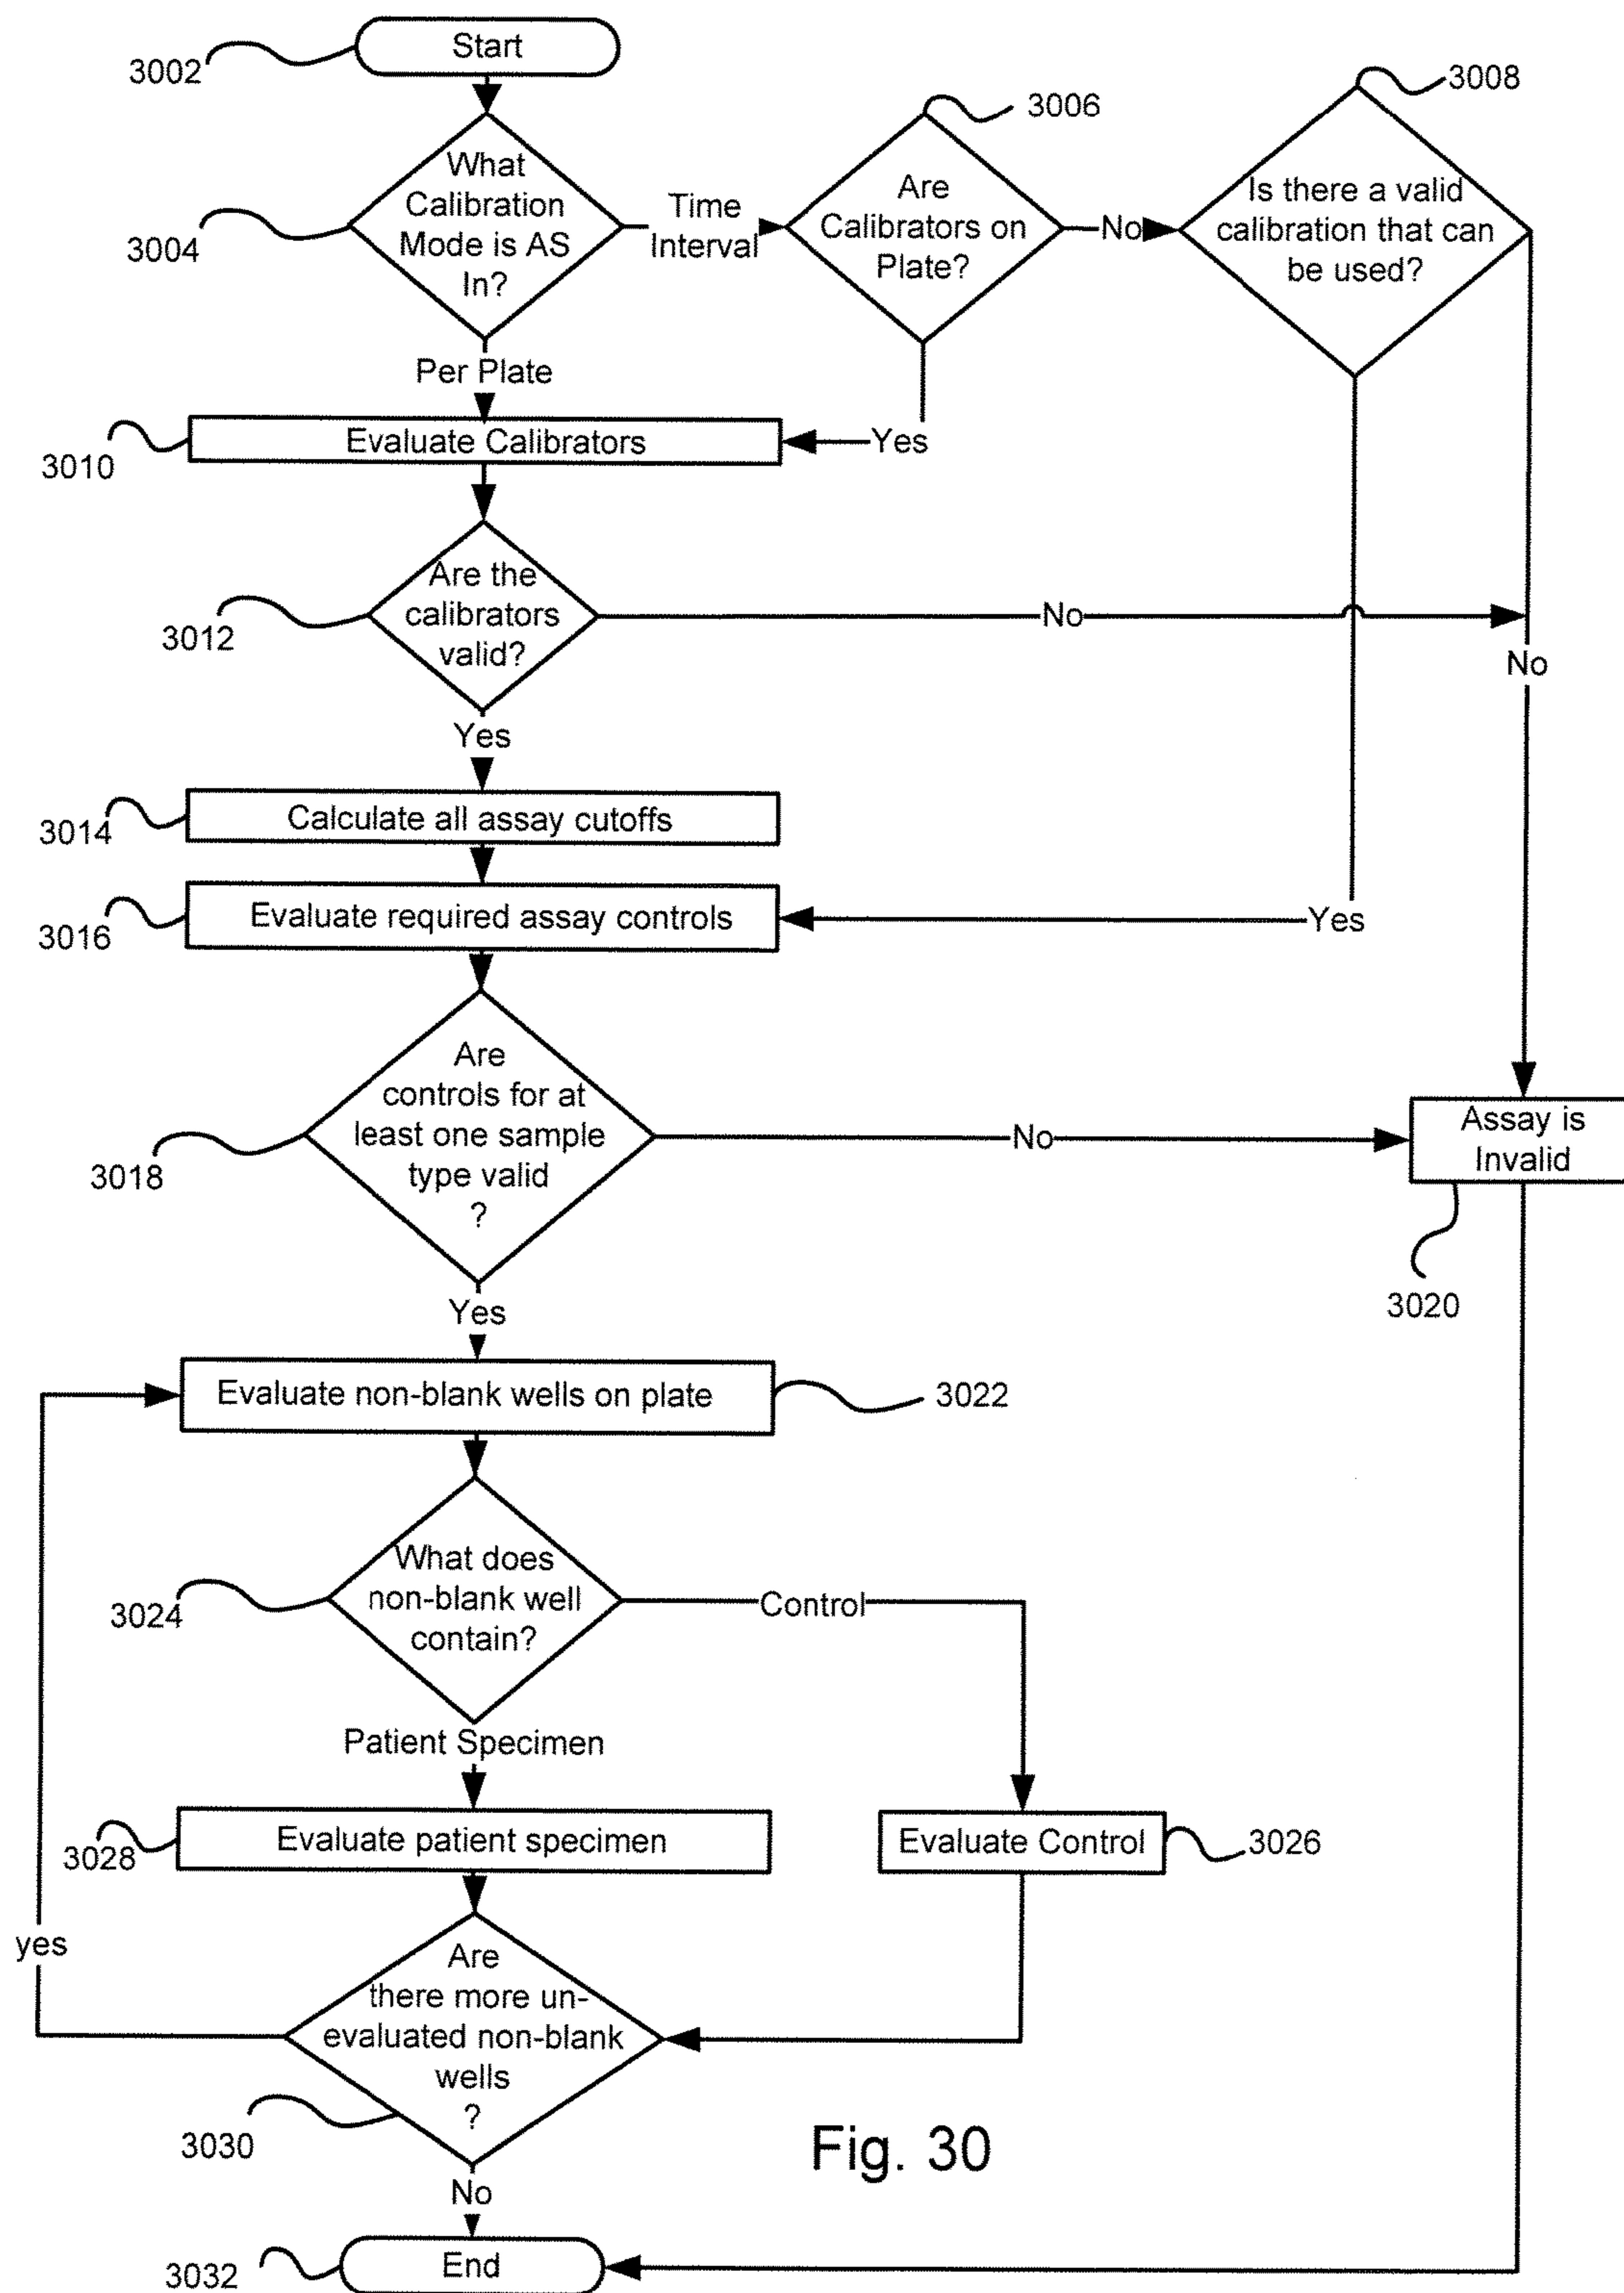 Start
3002
3008
3006
What
Calibration
Mode is AS
In?
3004
Time
Interval
Are
Calibrators on
Plate?
No
Is there a valid
calibration that can
be used?
Per Plate
Evaluate Calibrators
Yes
3010
Are the
calibrators
valid?
3012
No
No
Yes
Calculate all assay cutoffs
3014
Evaluate required assay controls
3016
Yes
Are
controls for at
least one sample
type valid
?
3018
No
Assay is
Invalid
3020
Yes
Evaluate non-blank wells on plate
3022
What does
non-blank well
contain?
3024
Control
Patient Specimen
Evaluate patient specimen
3028
Evaluate Control
3026
yes
Are
there more un-
evaluated non-blank
wells
?
3030
Fig. 30
No
End
3032